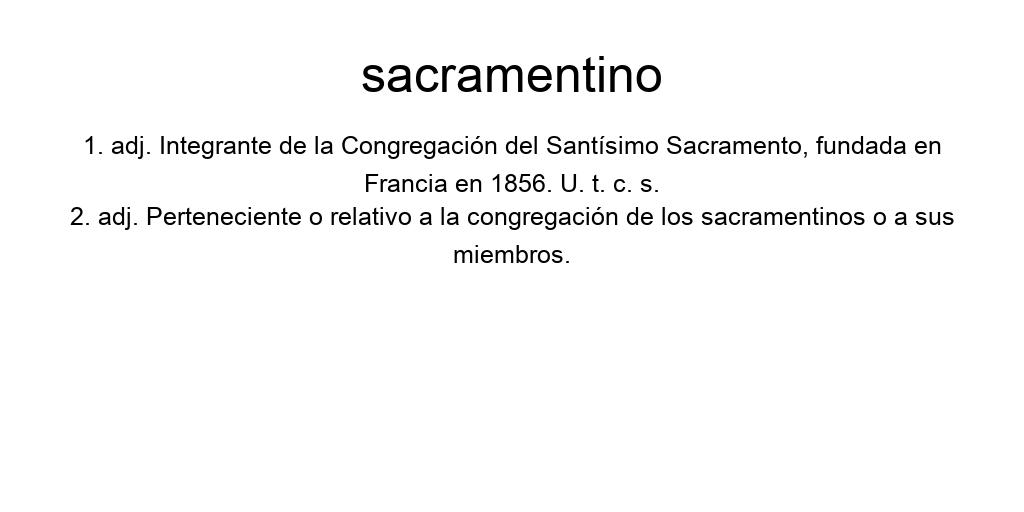 sacramentino
1. adj. Integrante de la Congregación del Santísimo Sacramento, fundada en
Francia en 1856. U. t. c. s.
2. adj. Perteneciente o relativo a la congregación de los sacramentinos o a sus
miembros.